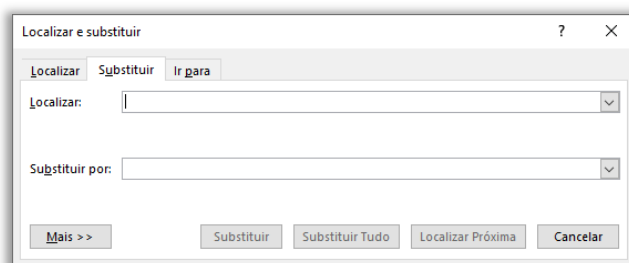 Localizar e substituir ? ×
Localizar Substituir Ir para
Localizar:
Substituir por:
Mais >> Substituir Substituir Tudo Localizar Próxima Cancelar